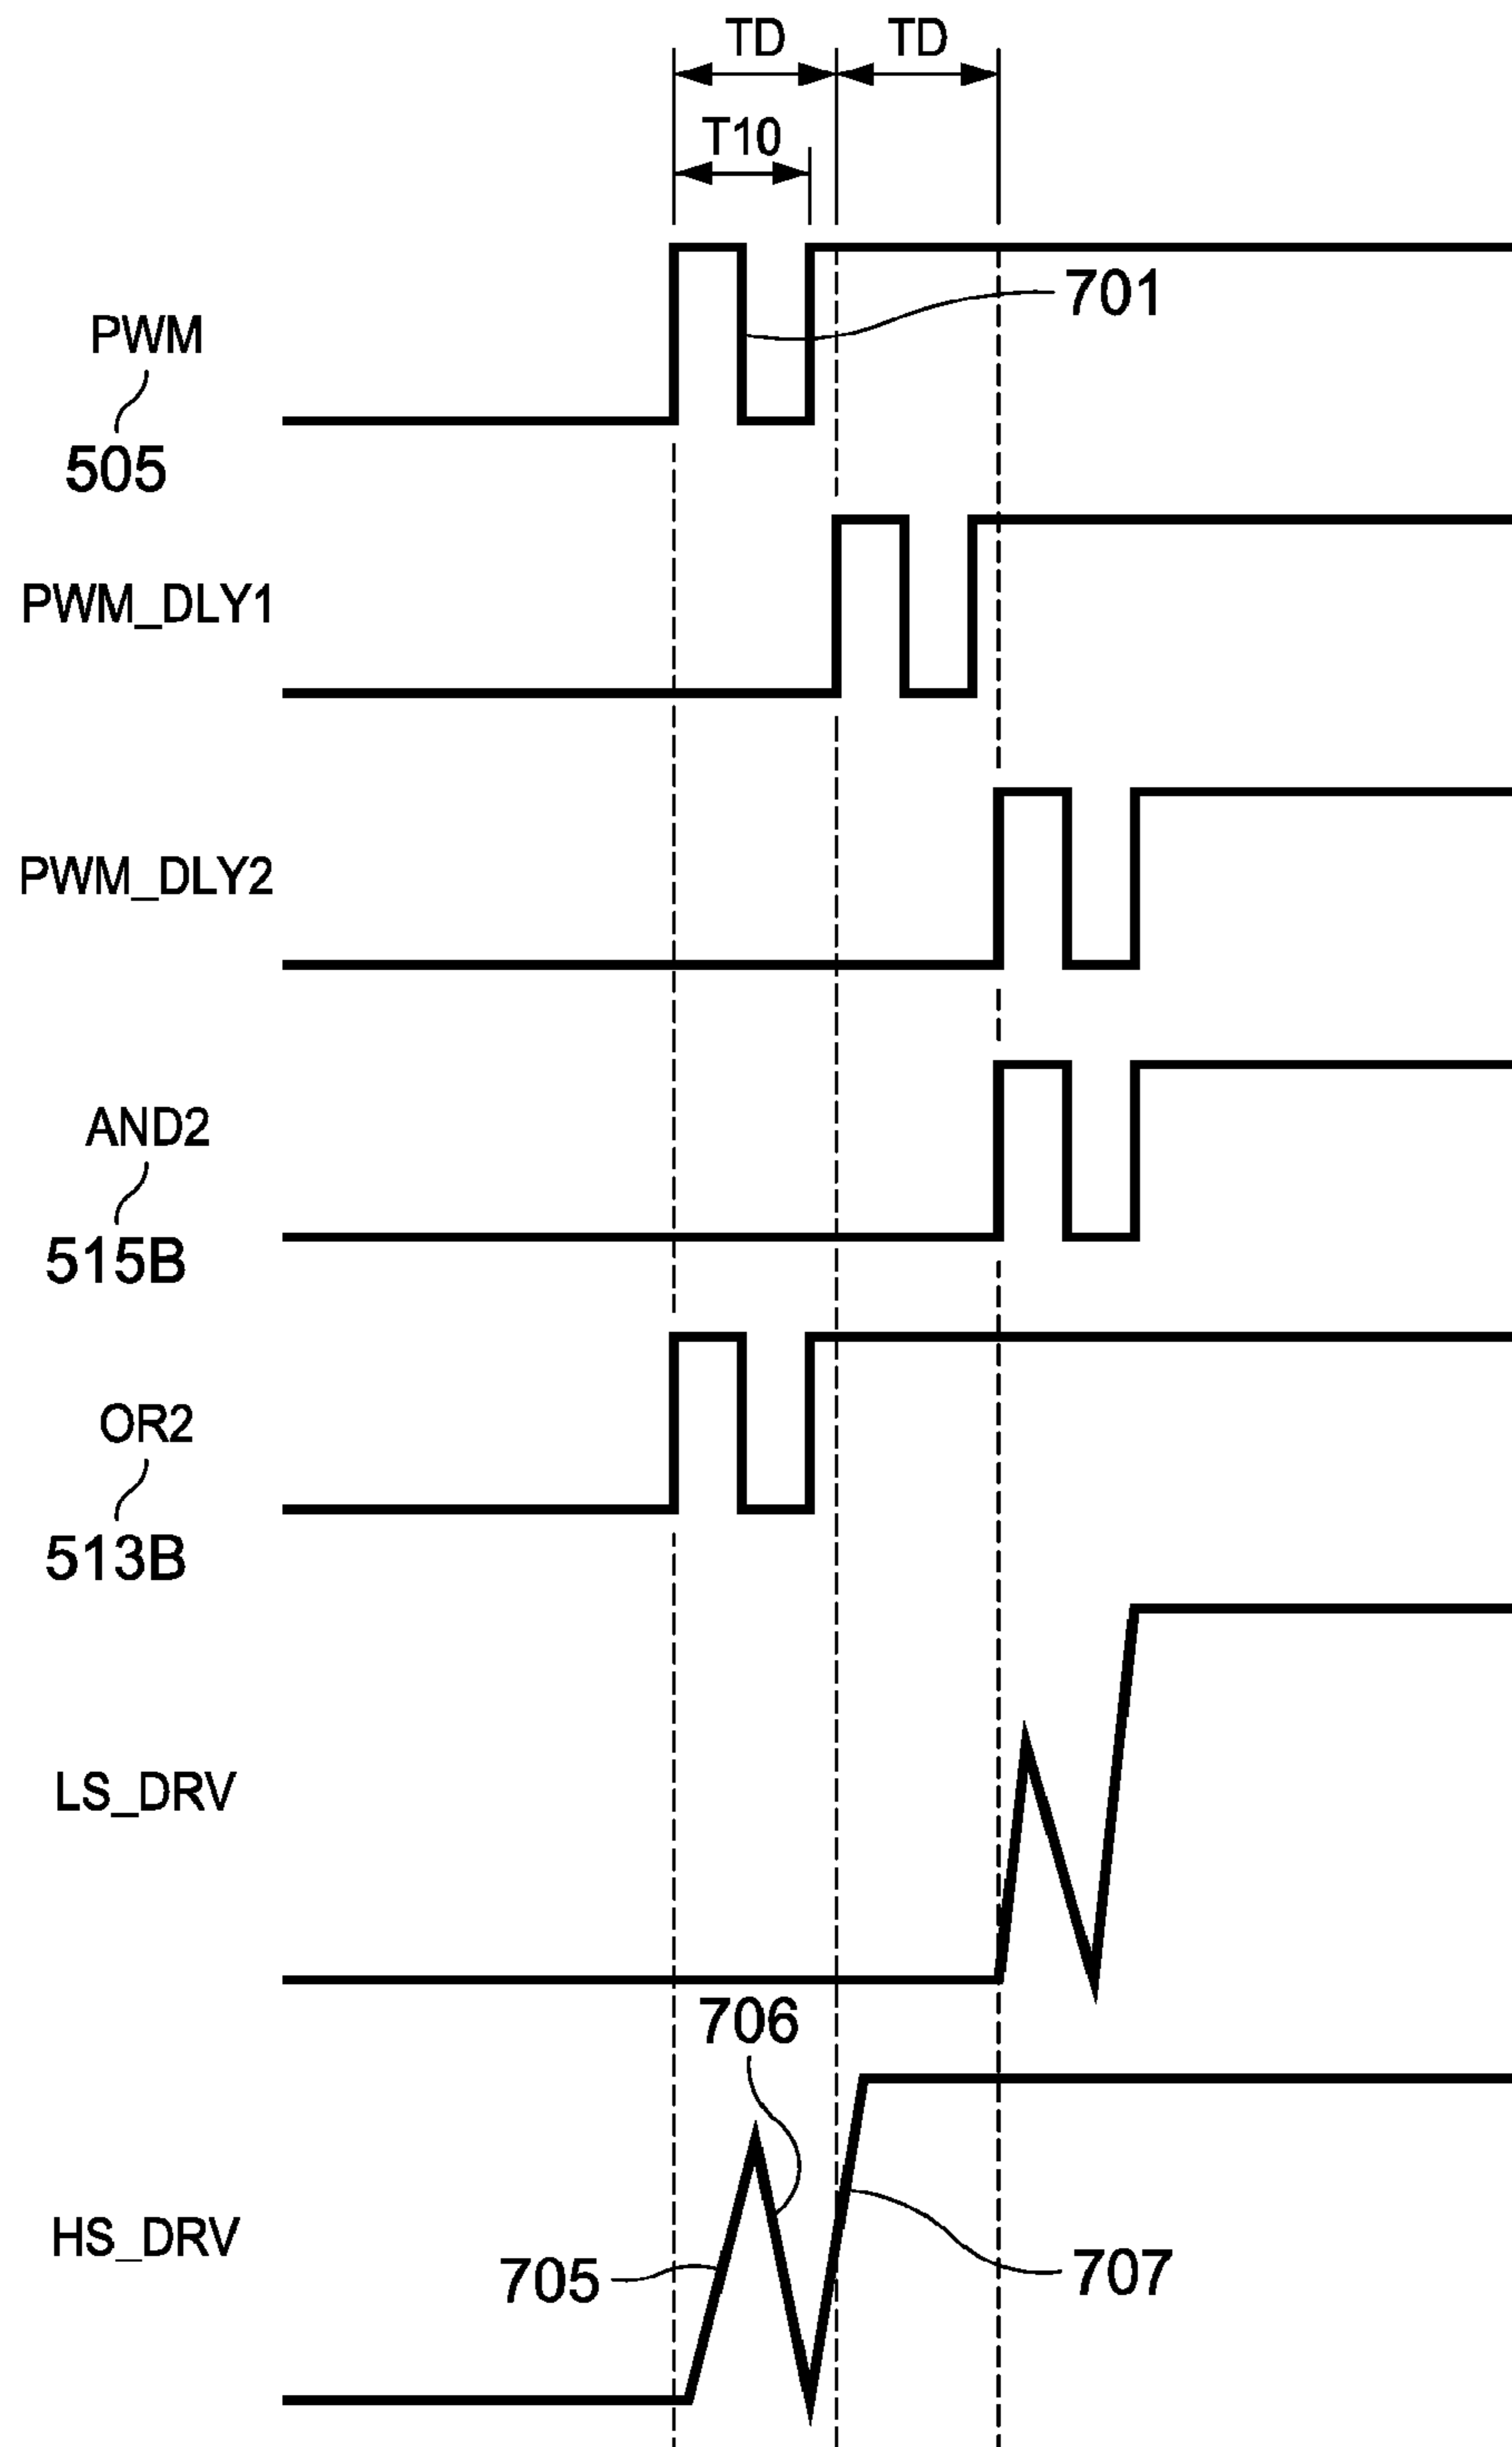 TD TD
T10
701
PWM
505
PWM_DLY1
PWM_DLY2
AND2
515B
OR2
513B
LS_DRV
706
HS_DRV
705
707